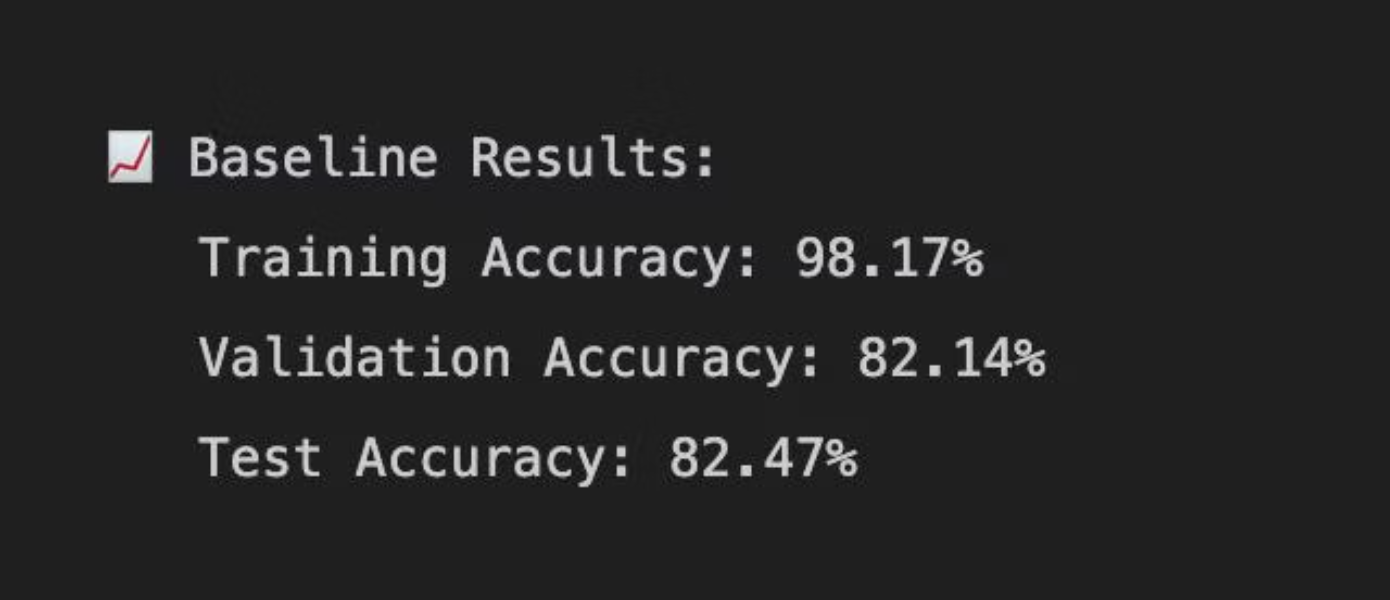 📈 Baseline Results:
Training Accuracy: 98.17%
Validation Accuracy: 82.14%
Test Accuracy: 82.47%